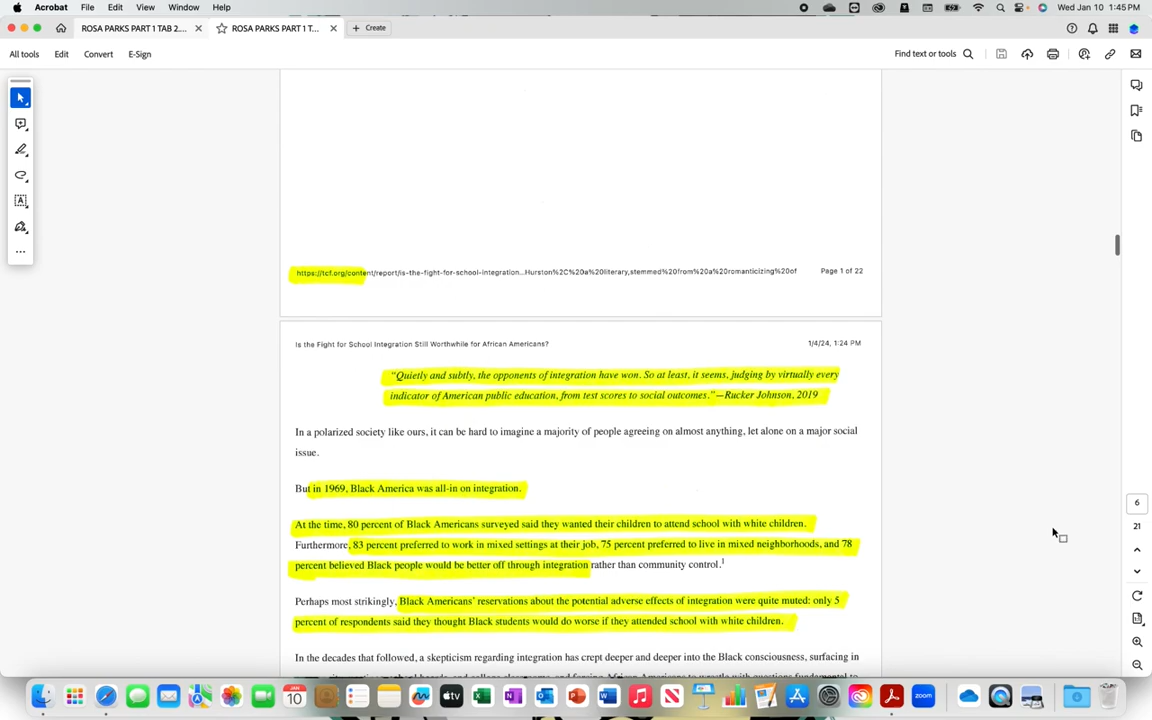 Acrobat File Edit View Window Help Wed Jan 10 1:45PM
ROSA PARKS PART 1 TAB 2.... ROSA PARKS PART 1 T... + Create
All tools Edit Convert E-Sign Find text or tools
https://tcf.org/content/report/is-the-fight-for-school-integration...Hurston%2C%20a%20literary,stemmed%20from%20a%20romanticizing%20of Page 1 of 22
Is the Fight for School Integration Still Worthwhile for African Americans? 1/4/24, 1:24 PM
"Quietly and subtly, the opponents of integration have won. So at least, it seems, judging by virtually every
indicator of American public education, from test scores to social outcomes."—Rucker Johnson, 2019
In a polarized society like ours, it can be hard to imagine a majority of people agreeing on almost anything, let alone on a major social
issue.
But in 1969, Black America was all-in on integration.
6
At the time, 80 percent of Black Americans surveyed said they wanted their children to attend school with white children.
21
Furthermore, 83 percent preferred to work in mixed settings at their job, 75 percent preferred to live in mixed neighborhoods, and 78
percent believed Black people would be better off through integration rather than community control.1
Perhaps most strikingly, Black Americans' reservations about the potential adverse effects of integration were quite muted: only 5
percent of respondents said they thought Black students would do worse if they attended school with white children.
In the decades that followed, a skepticism regarding integration has crept deeper and deeper into the Black consciousness, surfacing in
JAN
10
tv
zoom